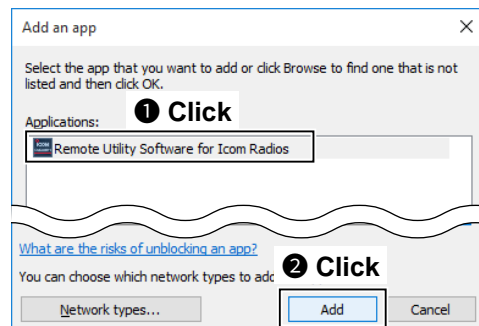 Add an app
Select the app that you want to add or click Browse to find one that is not
listed and then click OK.
❶ Click
Applications:
Remote Utility Software for Icom Radios
What are the risks of unblocking an app?
You can choose which network types to add
❷ Click
Network types...
Add
Cancel